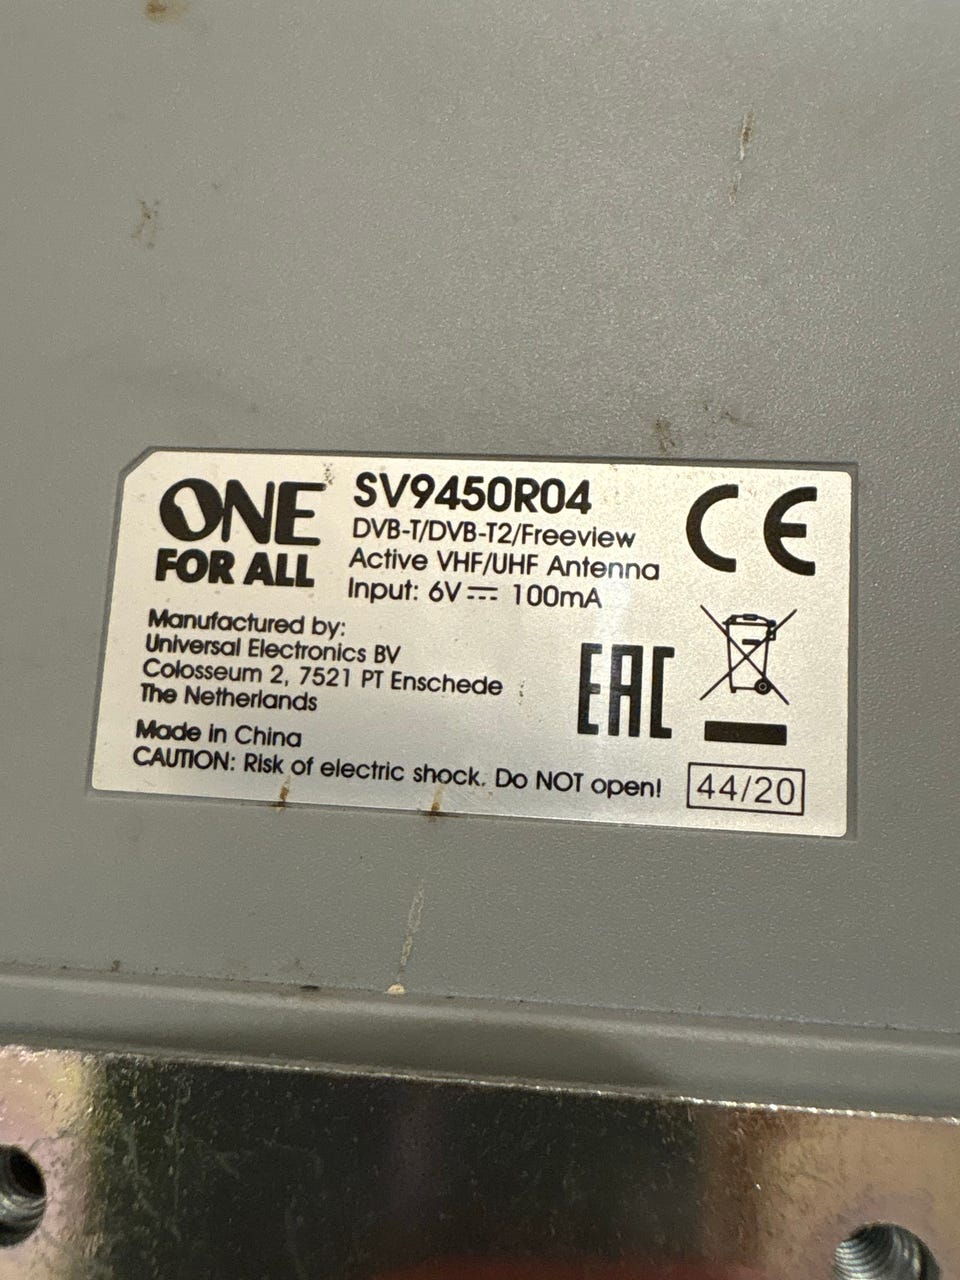 ONE
FOR ALL
SV9450R04
DVB-T/DVB-T2/Freeview
Active VHF/UHF Antenna
Input: 6V⎓ 100mA
CE
Manufactured by:
Universal Electronics BV
Colosseum 2, 7521 PT Enschede
The Netherlands
EAC
Made in China
CAUTION: Risk of electric shock. Do NOT open!
44/20